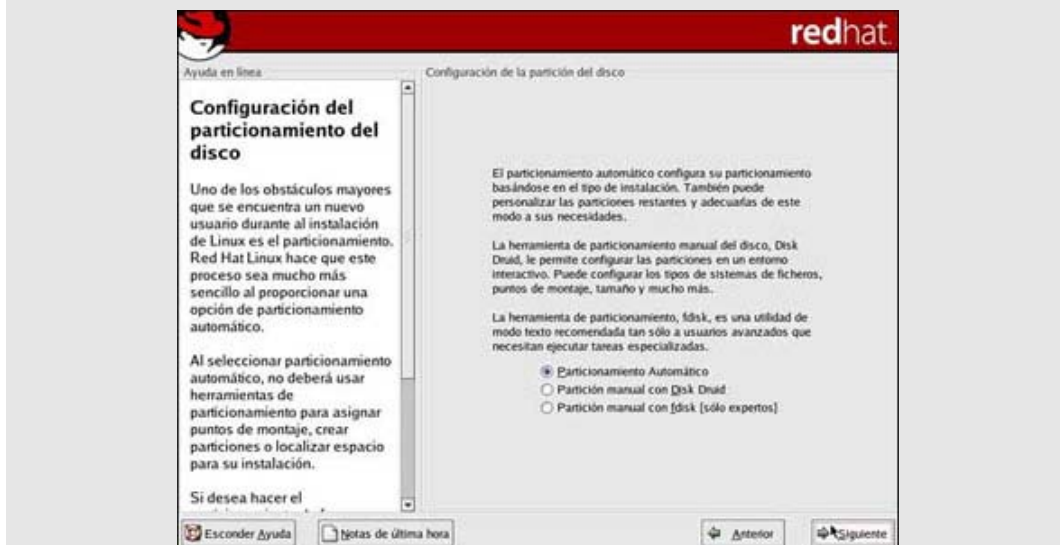 redhat.
Ayuda en línea
Configuración del
particionamiento del
disco
Uno de los obstáculos mayores
que se encuentra un nuevo
usuario durante al instalación
de Linux es el particionamiento.
Red Hat Linux hace que este
proceso sea mucho más
sencillo al proporcionar una
opción de particionamiento
automático.
Al seleccionar particionamiento
automático, no deberá usar
herramientas de
particionamiento para asignar
puntos de montaje, crear
particiones o localizar espacio
para su instalación.
Si desea hacer el
Configuración de la partición del disco
El particionamiento automático configura su particionamiento
basándose en el tipo de instalación. También puede
personalizar las particiones restantes y adecuarlas de este
modo a sus necesidades.
La herramienta de particionamiento manual del disco, Disk
Druid, le permite configurar las particiones en un entorno
interactivo. Puede configurar los tipos de sistemas de ficheros,
puntos de montaje, tamaño y mucho más.
La herramienta de particionamiento, fdisk, es una utilidad de
modo texto recomendada tan sólo a usuarios avanzados que
necesitan ejecutar tareas especializadas.
Particionamiento Automático
Partición manual con Disk Druid
Partición manual con fdisk [sólo expertos]
Esconder Ayuda
Notas de última hora
Anterior
Siguiente